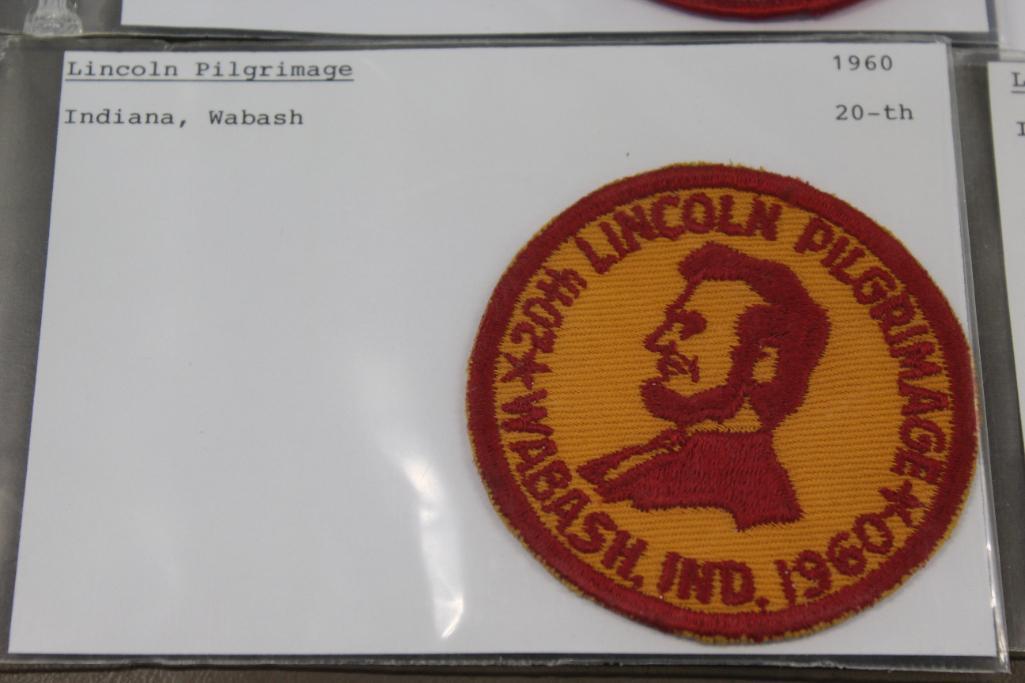 Lincoln Pilgrimage 1960
Indiana, Wabash 20-th
★20th LINCOLN PILGRIMAGE★
WABASH, IND. 1960